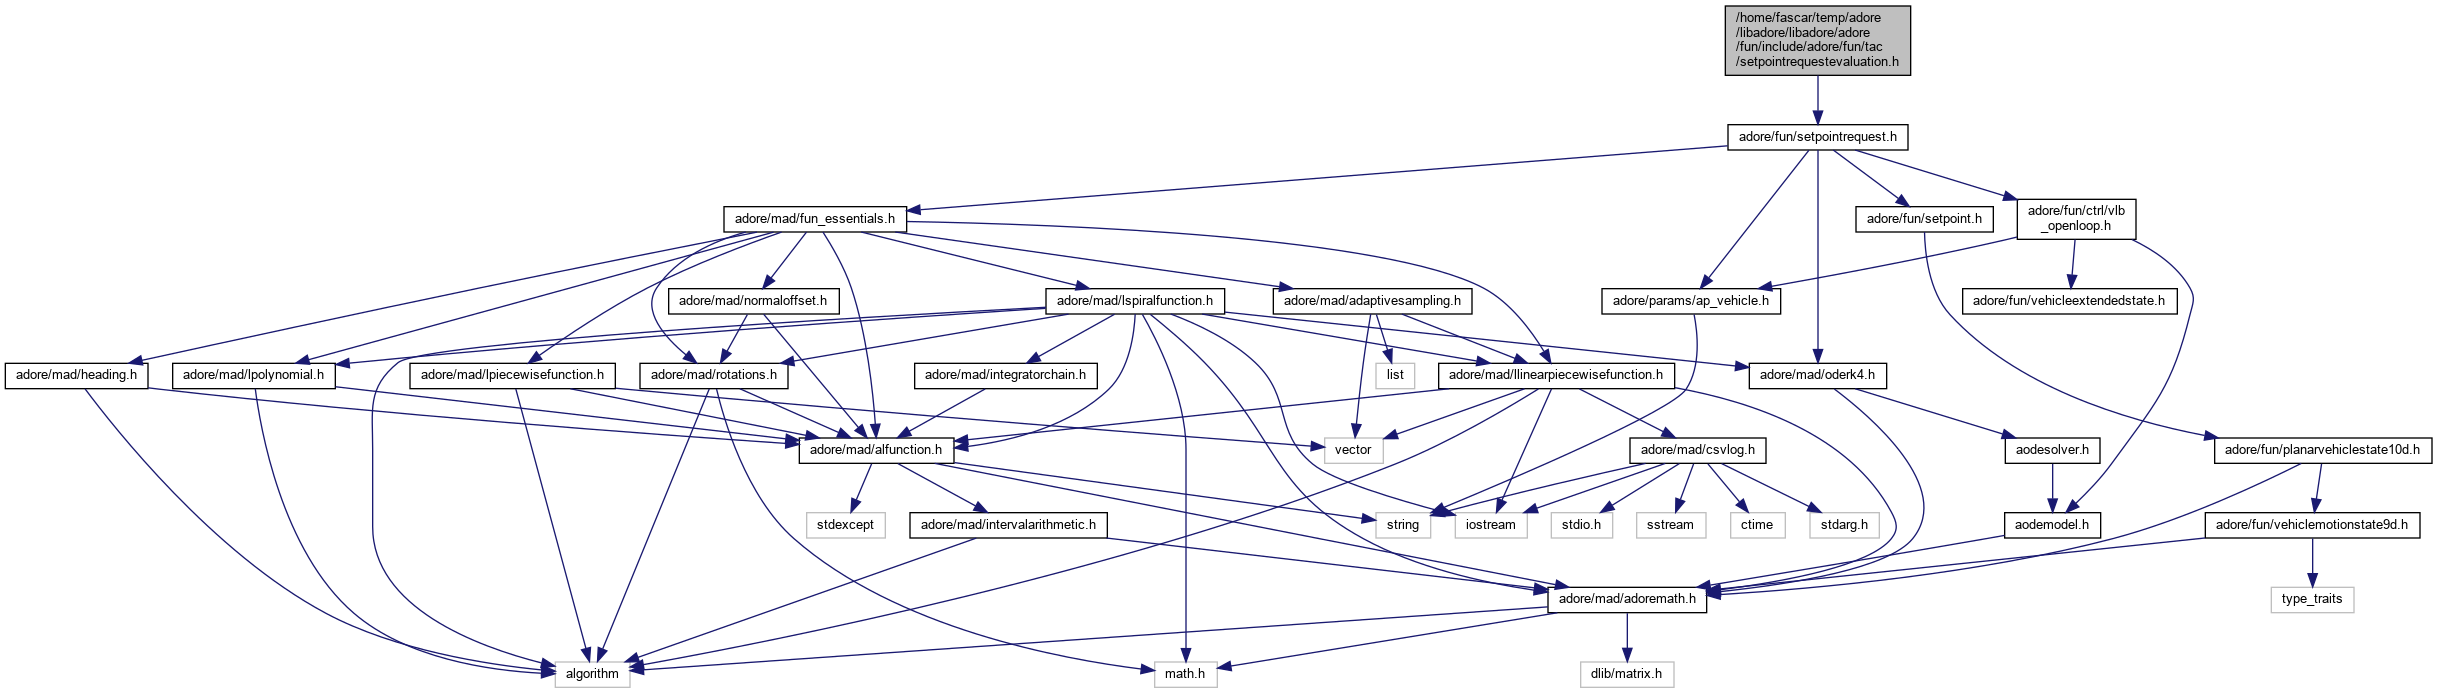 /home/fascar/temp/adore
/libadore/libadore/adore
/fun/include/adore/fun/tac
/setpointrequestevaluation.h
adore/fun/setpointrequest.h
adore/mad/fun_essentials.h
adore/fun/setpoint.h
adore/fun/ctrl/vlb
_openloop.h
adore/mad/normaloffset.h
adore/mad/lspiralfunction.h
adore/mad/adaptivesampling.h
adore/params/ap_vehicle.h
adore/fun/vehicleextendedstate.h
adore/mad/heading.h
adore/mad/lpolynomial.h
adore/mad/lpiecewisefunction.h
adore/mad/rotations.h
adore/mad/integratorchain.h
list
adore/mad/llinearpiecewisefunction.h
adore/mad/oderk4.h
adore/mad/alfunction.h
vector
adore/mad/csvlog.h
aodesolver.h
adore/fun/planarvehiclestate10d.h
stdexcept
adore/mad/intervalarithmetic.h
string
iostream
stdio.h
sstream
ctime
stdarg.h
aodemodel.h
adore/fun/vehiclemotionstate9d.h
adore/mad/adoremath.h
type_traits
algorithm
math.h
dlib/matrix.h